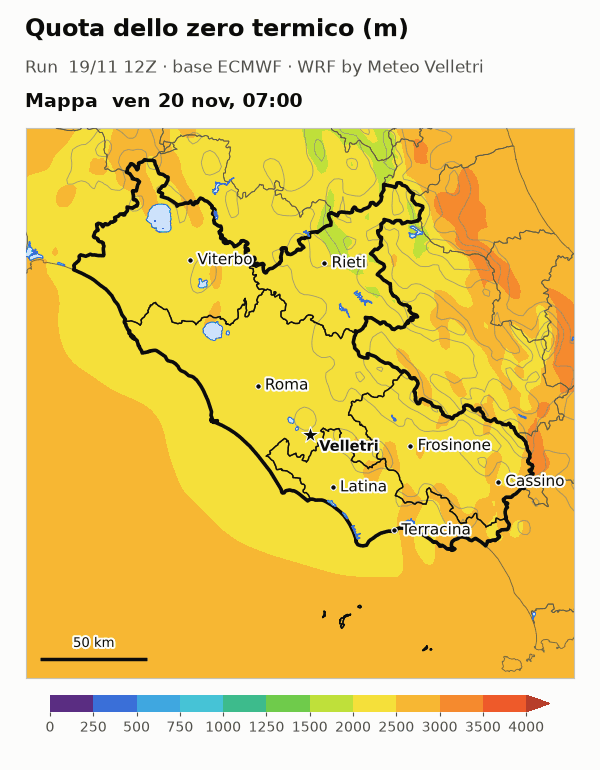 Quota dello zero termico (m)
Run 19/11 12Z · base ECMWF · WRF by Meteo Velletri
Mappa ven 20 nov, 07:00
Viterbo
Rieti
Roma
Velletri
Frosinone
Latina
Cassino
Terracina
50 km
0 250 500 750 1000 1250 1500 2000 2500 3000 3500 4000